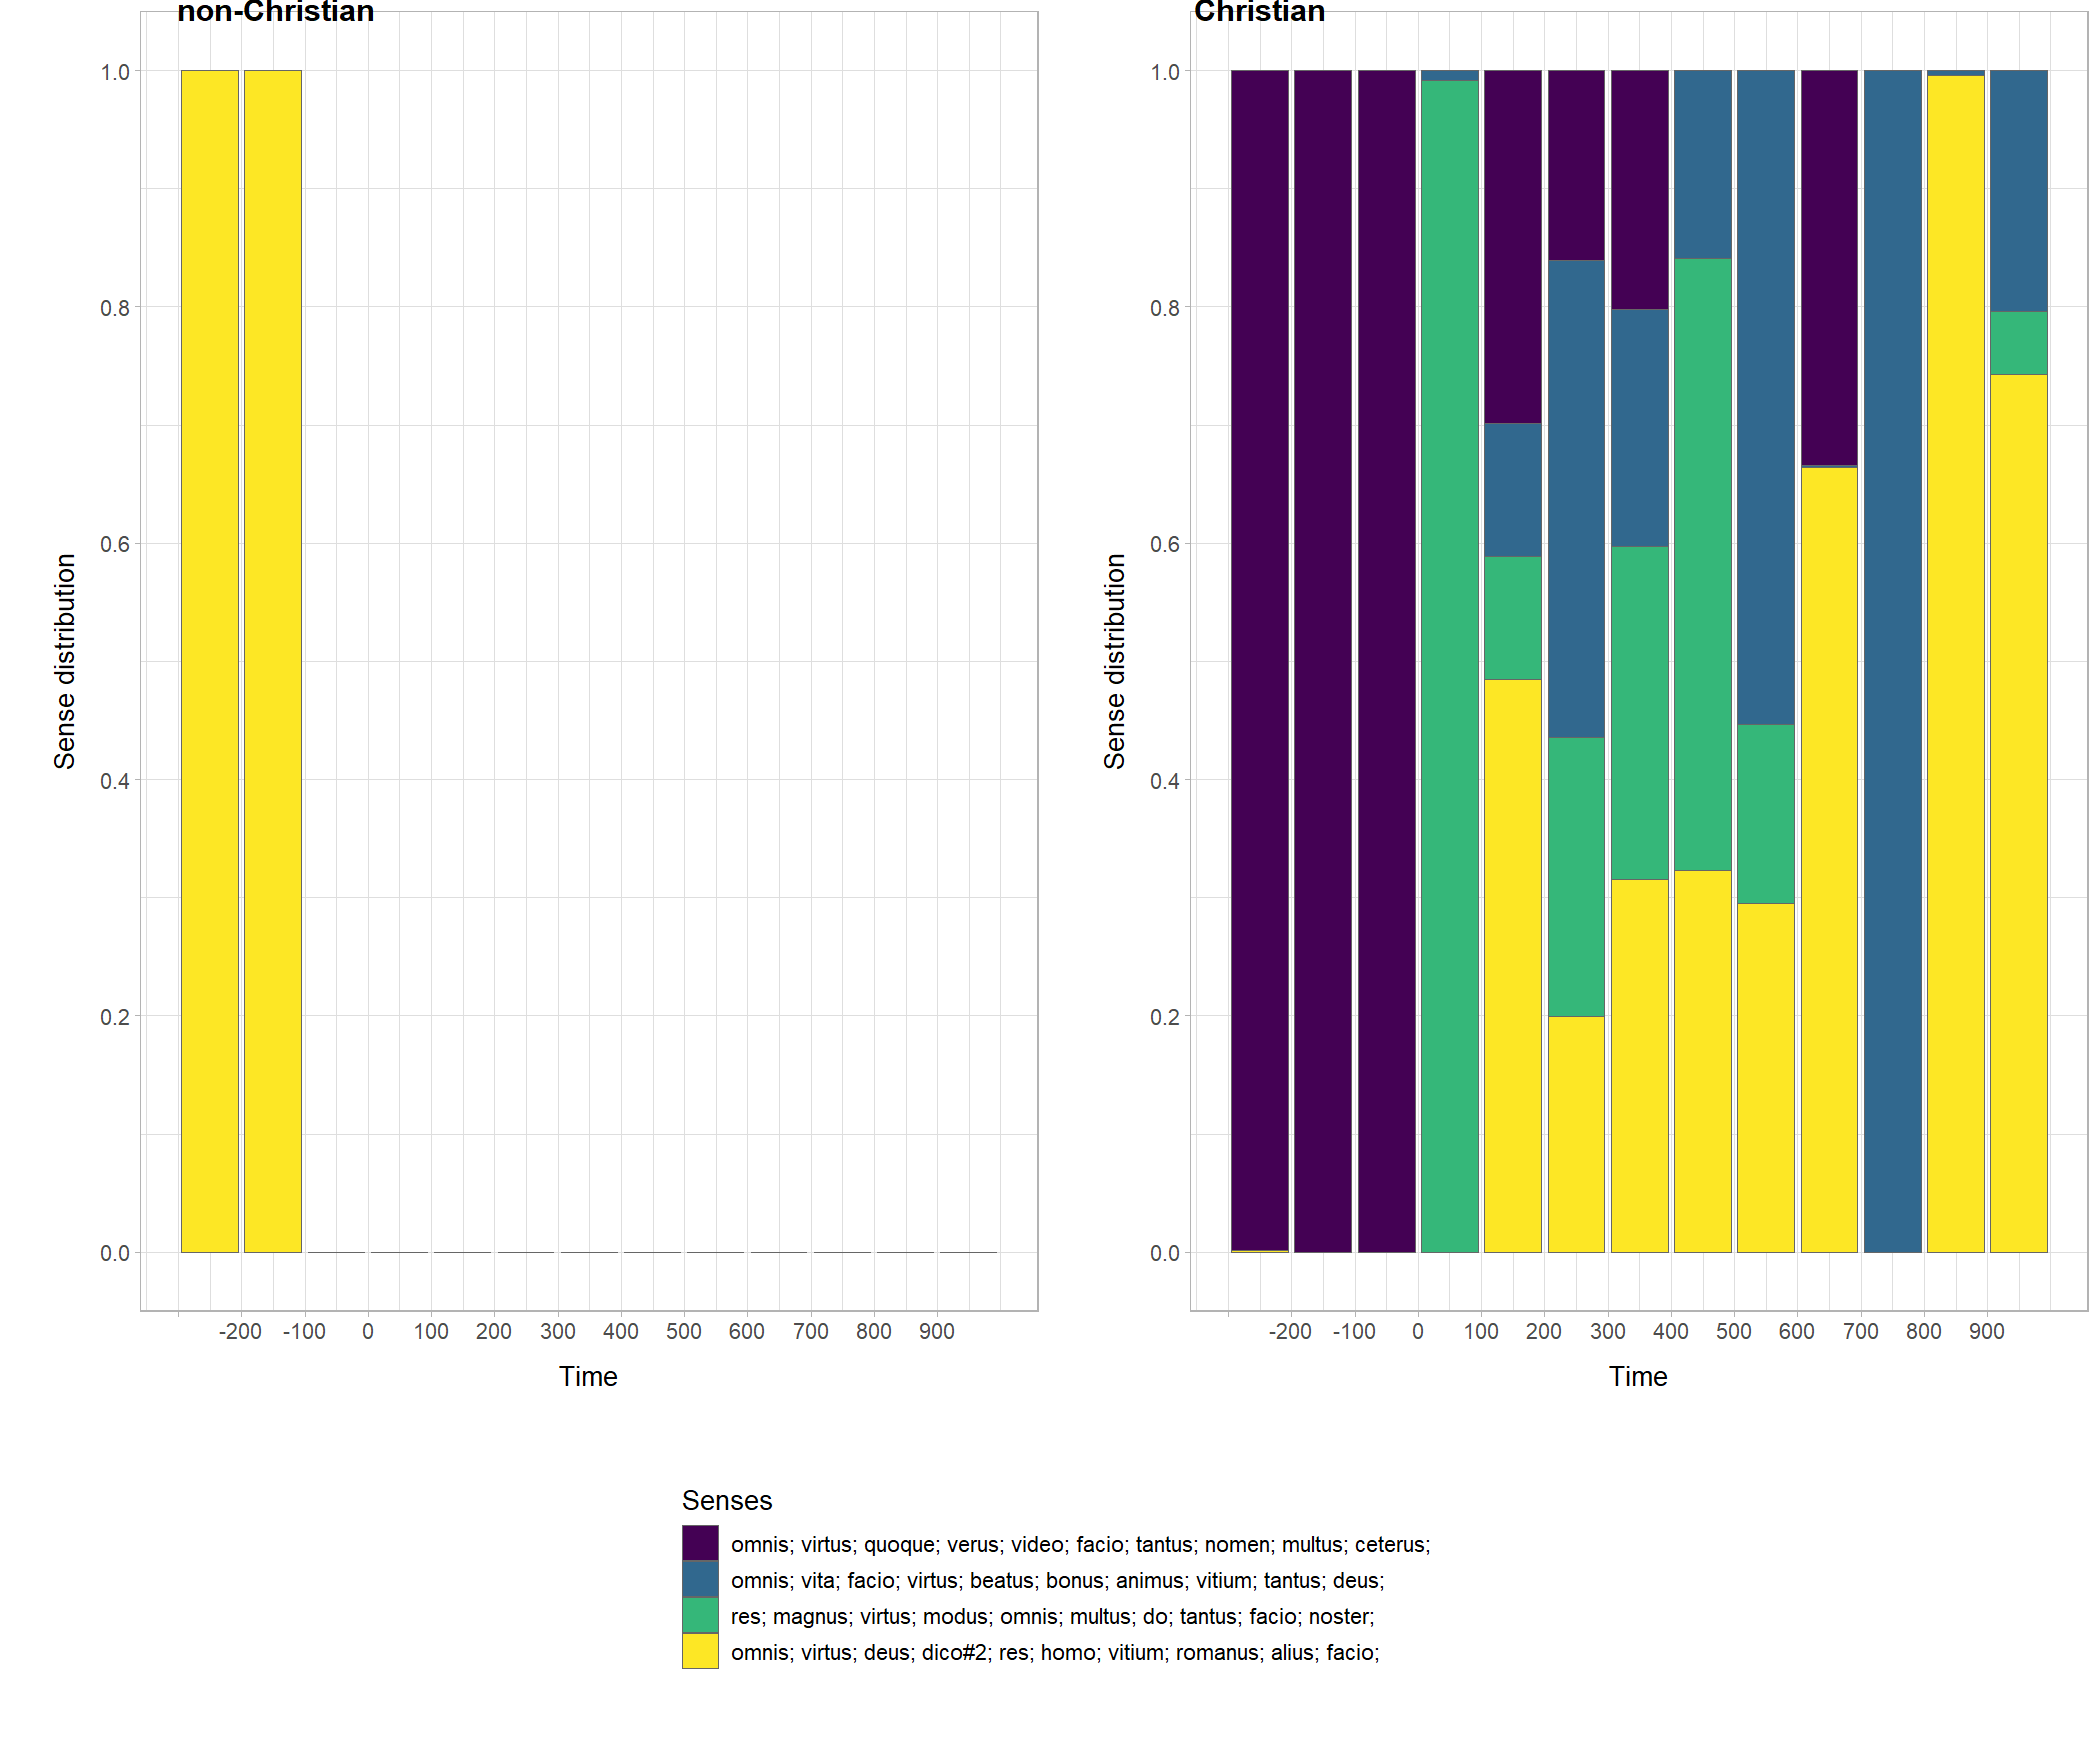 non-Christian
Christian
Sense distribution
1.0
0.8
0.6
0.4
0.2
0.0
-200 -100 0 100 200 300 400 500 600 700 800 900
Time
Sense distribution
1.0
0.8
0.6
0.4
0.2
0.0
-200 -100 0 100 200 300 400 500 600 700 800 900
Time
Senses
omnis; virtus; quoque; verus; video; facio; tantus; nomen; multus; ceterus;
omnis; vita; facio; virtus; beatus; bonus; animus; vitium; tantus; deus;
res; magnus; virtus; modus; omnis; multus; do; tantus; facio; noster;
omnis; virtus; deus; dico#2; res; homo; vitium; romanus; alius; facio;